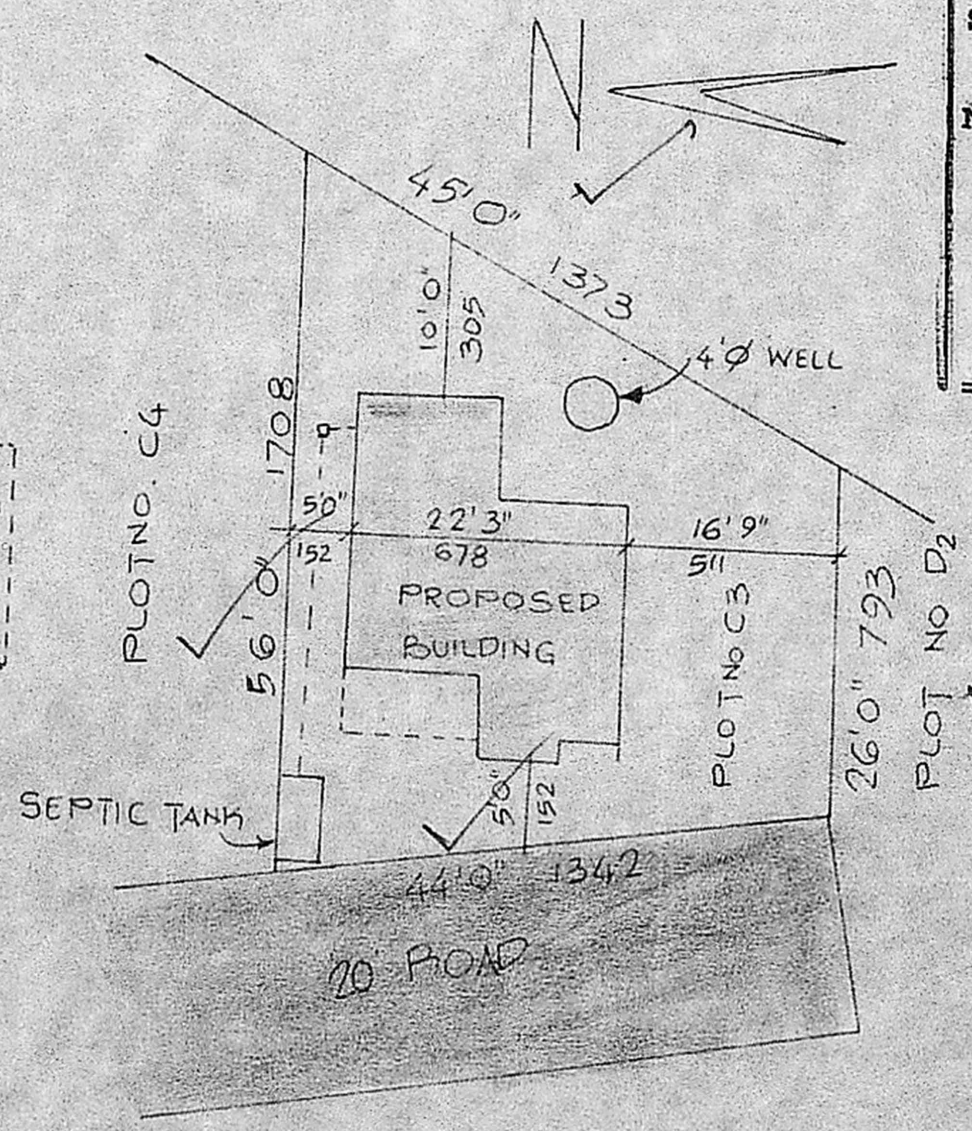 N
45'0"
1373
10'0"
305
4'Ø WELL
PLOT NO. C4
1708
56'0"
5'0"
152
22'3"
678
16'9"
511
PROPOSED
BUILDING
PLOT No C3
26'0" 793
PLOT NO D2
SEPTIC TANK
5'0"
152
44'0" 1342
20' ROAD